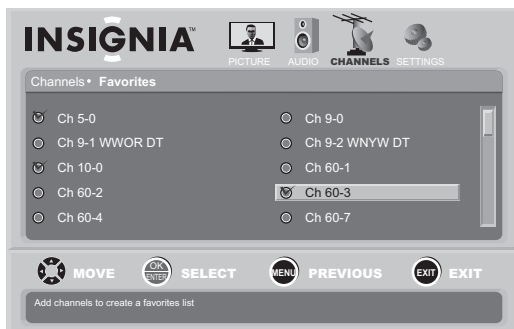 INSIGNIA
PICTURE AUDIO CHANNELS SETTINGS
Channels• Favorites
Ch 5-0 Ch 9-0
Ch 9-1 WWOR DT Ch 9-2 WNYW DT
Ch 10-0 Ch 60-1
Ch 60-2 Ch 60-3
Ch 60-4 Ch 60-7
MOVE OK ENTER SELECT MENU PREVIOUS EXIT EXIT
Add channels to create a favorites list